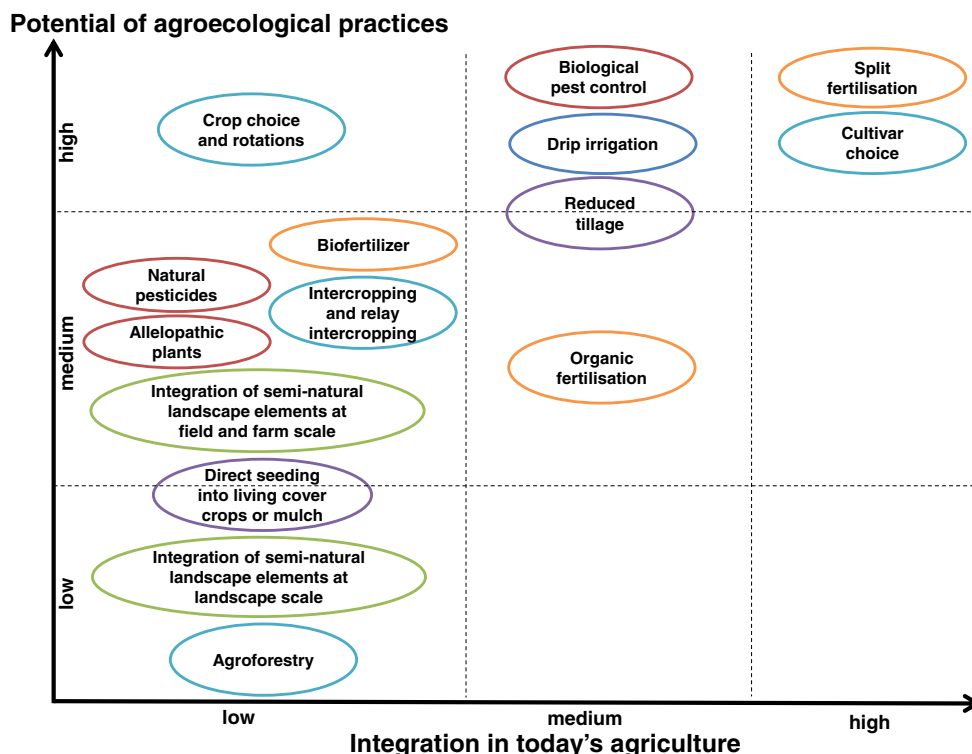 Potential of agroecological practices
high
Crop choice
and rotations
Biological
pest control
Split
fertilisation
Drip irrigation
Cultivar
choice
Reduced
tillage
medium
Biofertilizer
Natural
pesticides
Intercropping
and relay
intercropping
Allelopathic
plants
Organic
fertilisation
Integration of semi-natural
landscape elements at
field and farm scale
Direct seeding
into living cover
crops or mulch
low
Integration of semi-natural
landscape elements at
landscape scale
Agroforestry
low
medium
high
Integration in today's agriculture